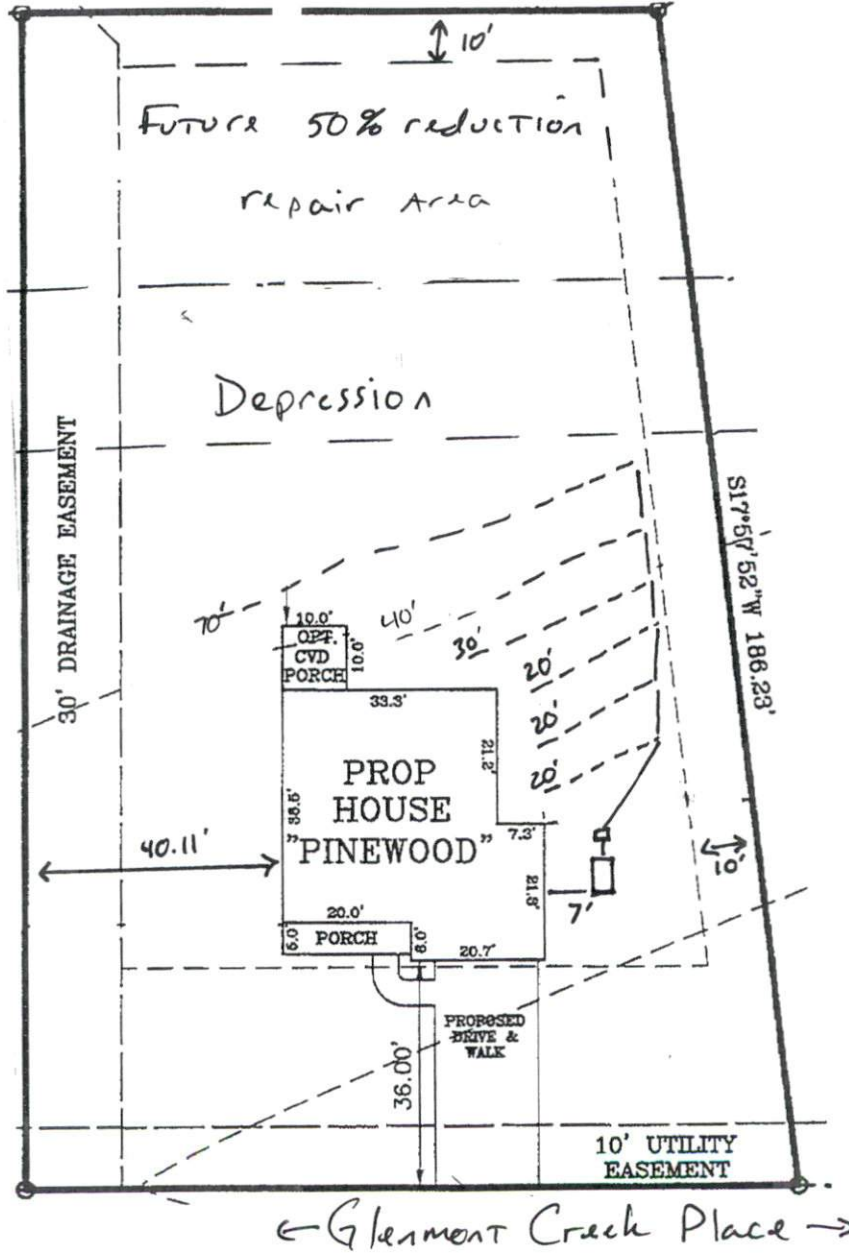 10'
Future 50% reduction
repair Area
Depression
30' DRAINAGE EASEMENT
S17°57'52"W 186.23'
70'
40'
30'
20'
20'
20'
10.0'
OPT.
CVD
PORCH
10.0'
33.3'
21.2'
PROP
HOUSE
"PINEWOOD"
38.5'
7.3'
40.11'
21.8'
7'
10'
20.0'
PORCH
6.0'
6.0'
20.7'
PROPOSED
DRIVE &
WALK
36.00'
10' UTILITY
EASEMENT
← Glenmont Creek Place →